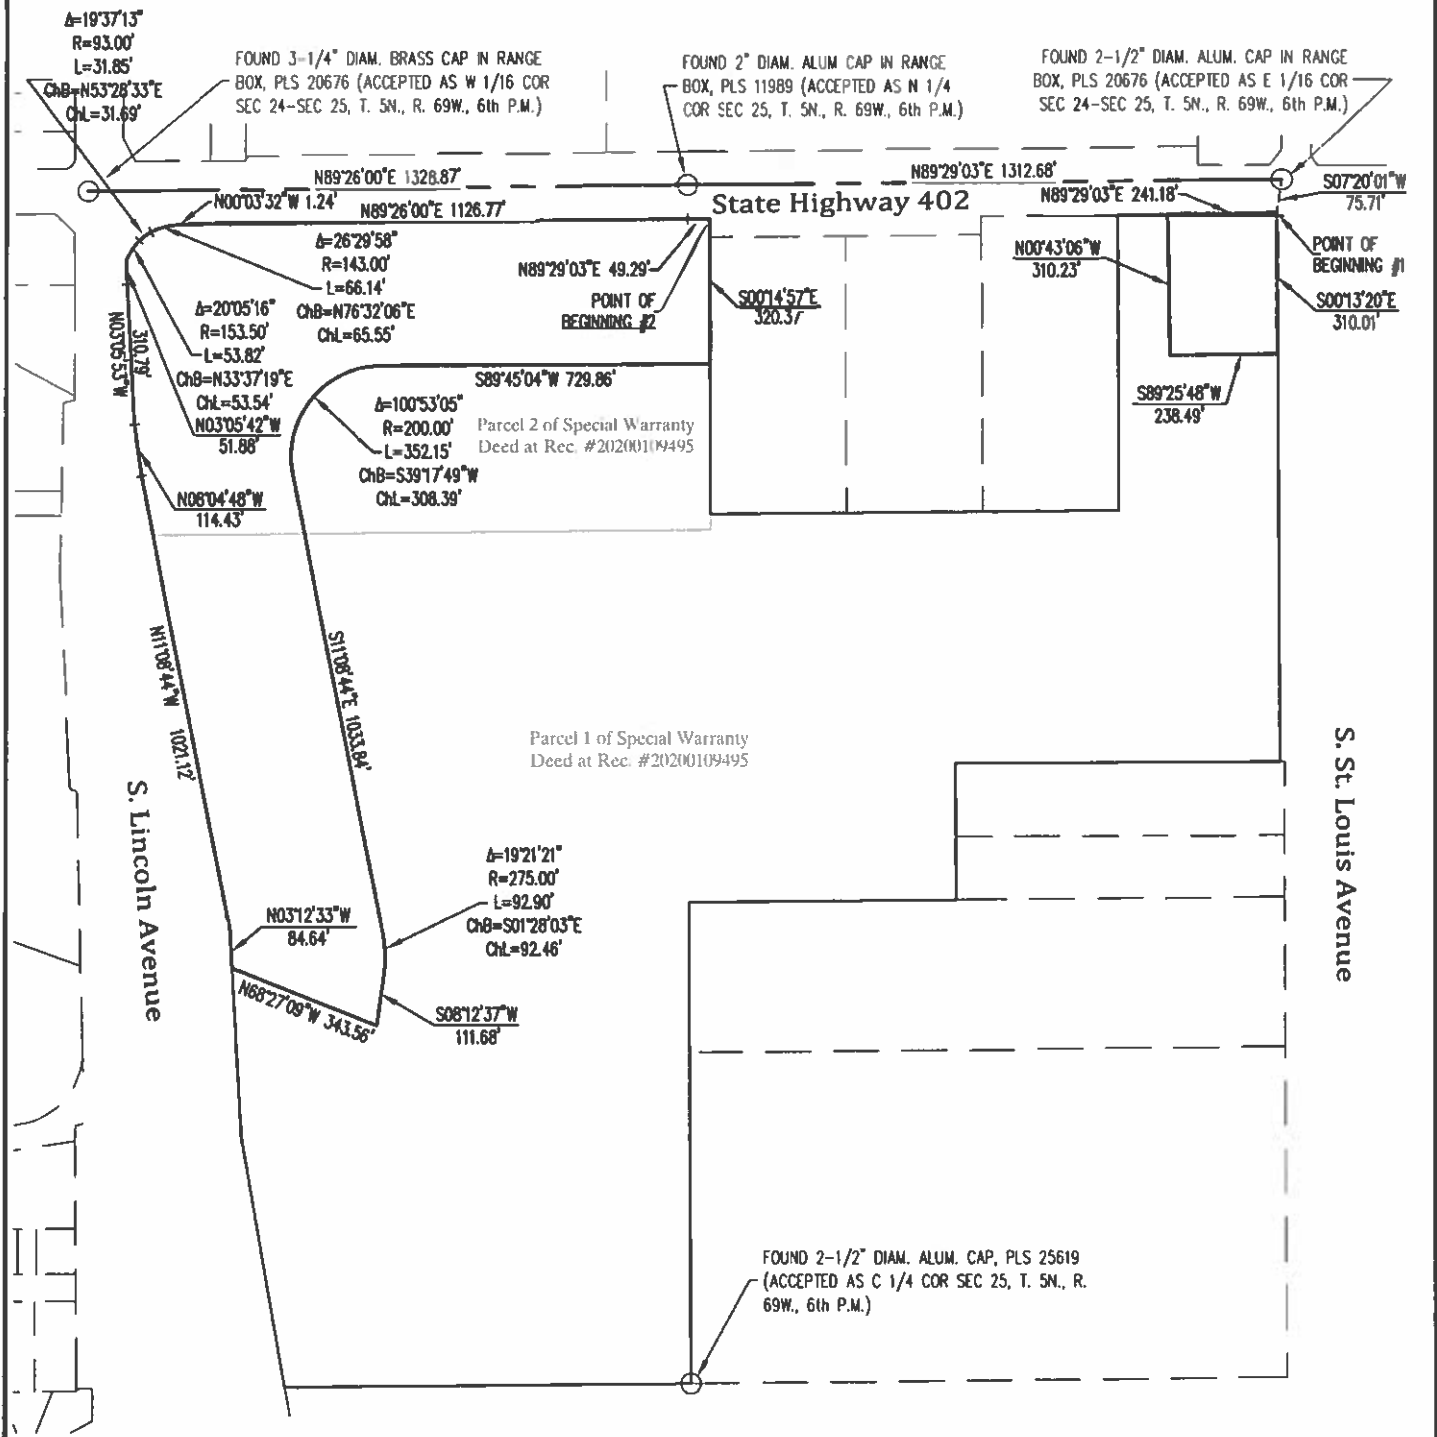 Δ=19°37'13"
R=93.00'
L=31.85'
ChB=N53°28'33"E
ChL=31.69'
FOUND 3-1/4" DIAM. BRASS CAP IN RANGE
BOX, PLS 20676 (ACCEPTED AS W 1/16 COR
SEC 24-SEC 25, T. 5N., R. 69W., 6th P.M.)
FOUND 2" DIAM. ALUM CAP IN RANGE
BOX, PLS 11989 (ACCEPTED AS N 1/4
COR SEC 25, T. 5N., R. 69W., 6th P.M.)
FOUND 2-1/2" DIAM. ALUM. CAP IN RANGE
BOX, PLS 20676 (ACCEPTED AS E 1/16 COR
SEC 24-SEC 25, T. 5N., R. 69W., 6th P.M.)
N89°26'00"E 1328.87'
N89°29'03"E 1312.68'
S07°20'01"W
75.71'
N00°03'32"W 1.24'
N89°26'00"E 1126.77'
State Highway 402
N89°29'03"E 241.18'
POINT OF
BEGINNING #1
Δ=26°29'58"
R=143.00'
L=66.14'
ChB=N76°32'06"E
ChL=65.55'
N89°29'03"E 49.29'
POINT OF
BEGINNING #2
S00°14'57"E
320.37'
N00°43'06"W
310.23'
S00°13'20"E
310.01'
Δ=20°05'16"
R=153.50'
L=53.82'
ChB=N33°37'19"E
ChL=53.54'
N03°05'53"W
310.79'
N03°05'42"W
51.88'
S89°45'04"W 729.86'
S89°25'48"W
238.49'
Δ=100°53'05"
R=200.00'
L=352.15'
ChB=S39°17'49"W
ChL=308.39'
Parcel 2 of Special Warranty
Deed at Rec. #20200109495
N06°04'48"W
114.43'
N11°08'44"W 1021.12'
S11°08'44"E 1033.84'
Parcel 1 of Special Warranty
Deed at Rec. #20200109495
S. Lincoln Avenue
S. St. Louis Avenue
Δ=19°21'21"
R=275.00'
L=92.90'
ChB=S01°28'03"E
ChL=92.46'
N03°12'33"W
84.64'
N68°27'09"W 343.56'
S08°12'37"W
111.68'
FOUND 2-1/2" DIAM. ALUM. CAP, PLS 25619
(ACCEPTED AS C 1/4 COR SEC 25, T. 5N., R.
69W., 6th P.M.)